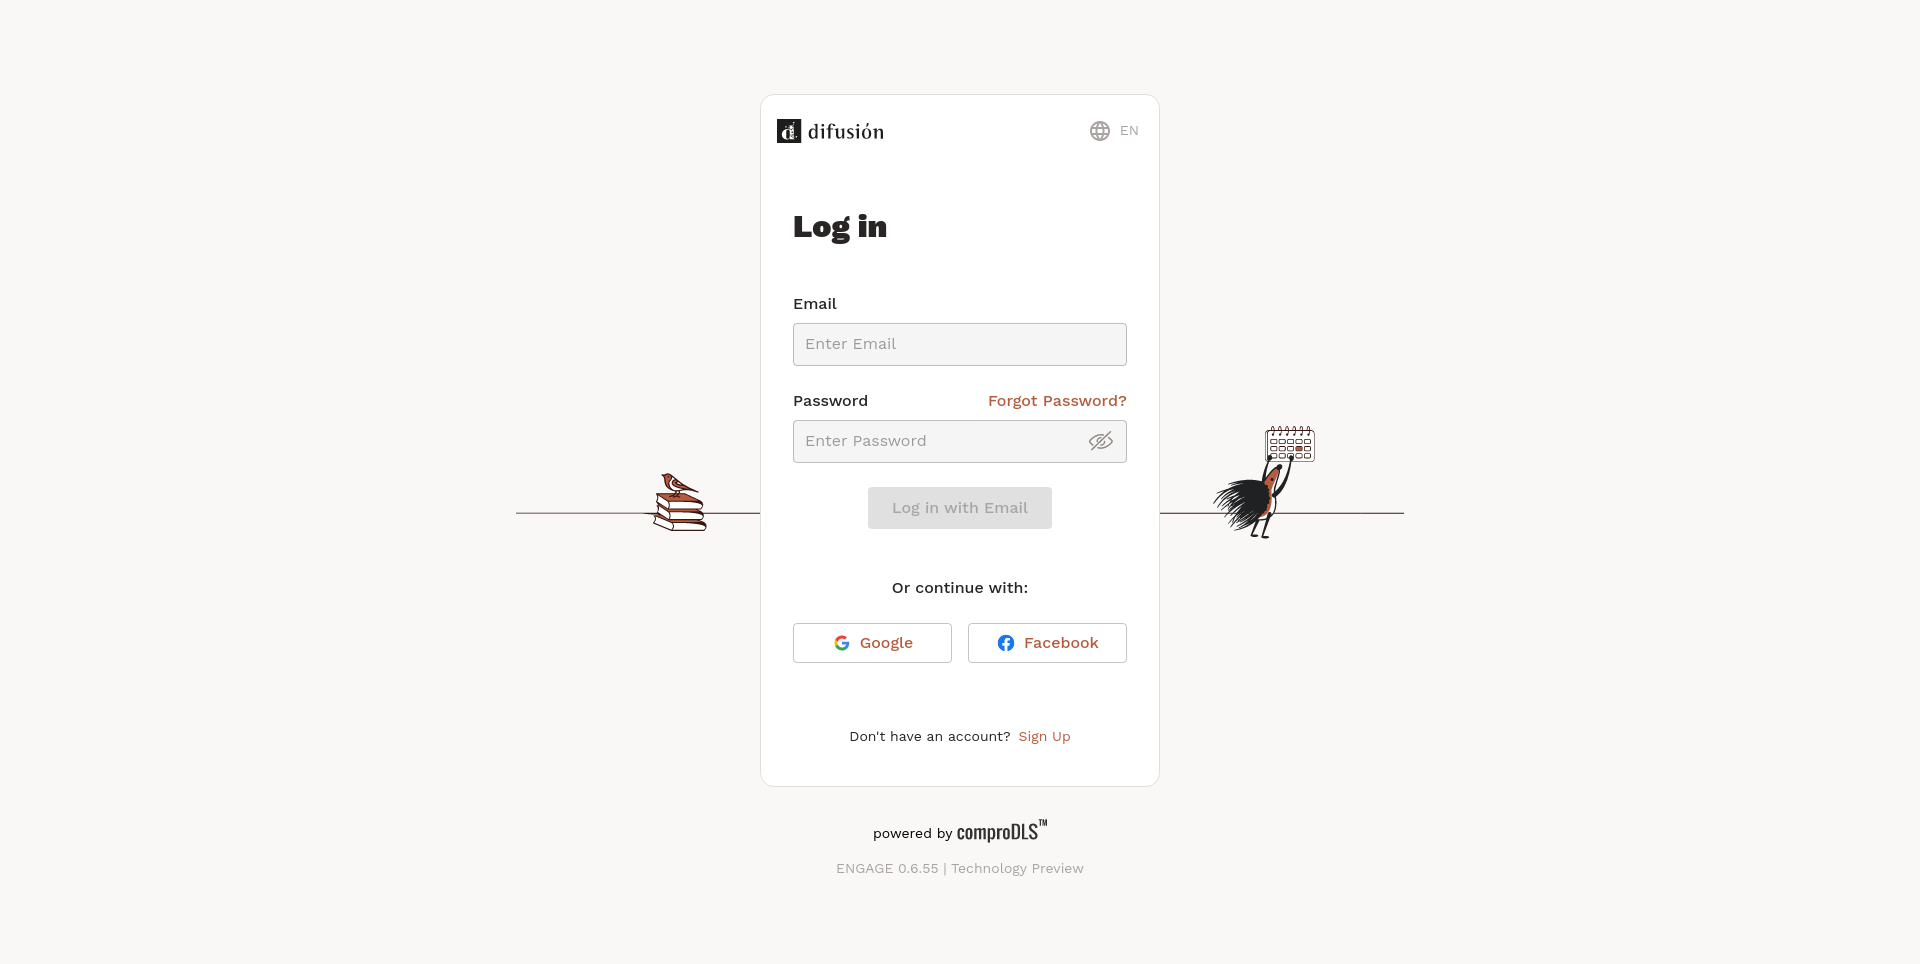 difusión
EN
Log in
Email
Enter Email
Password
Forgot Password?
Enter Password
Log in with Email
Or continue with:
Google
Facebook
Don't have an account? Sign Up
powered by comproDLS™
ENGAGE 0.6.55 | Technology Preview